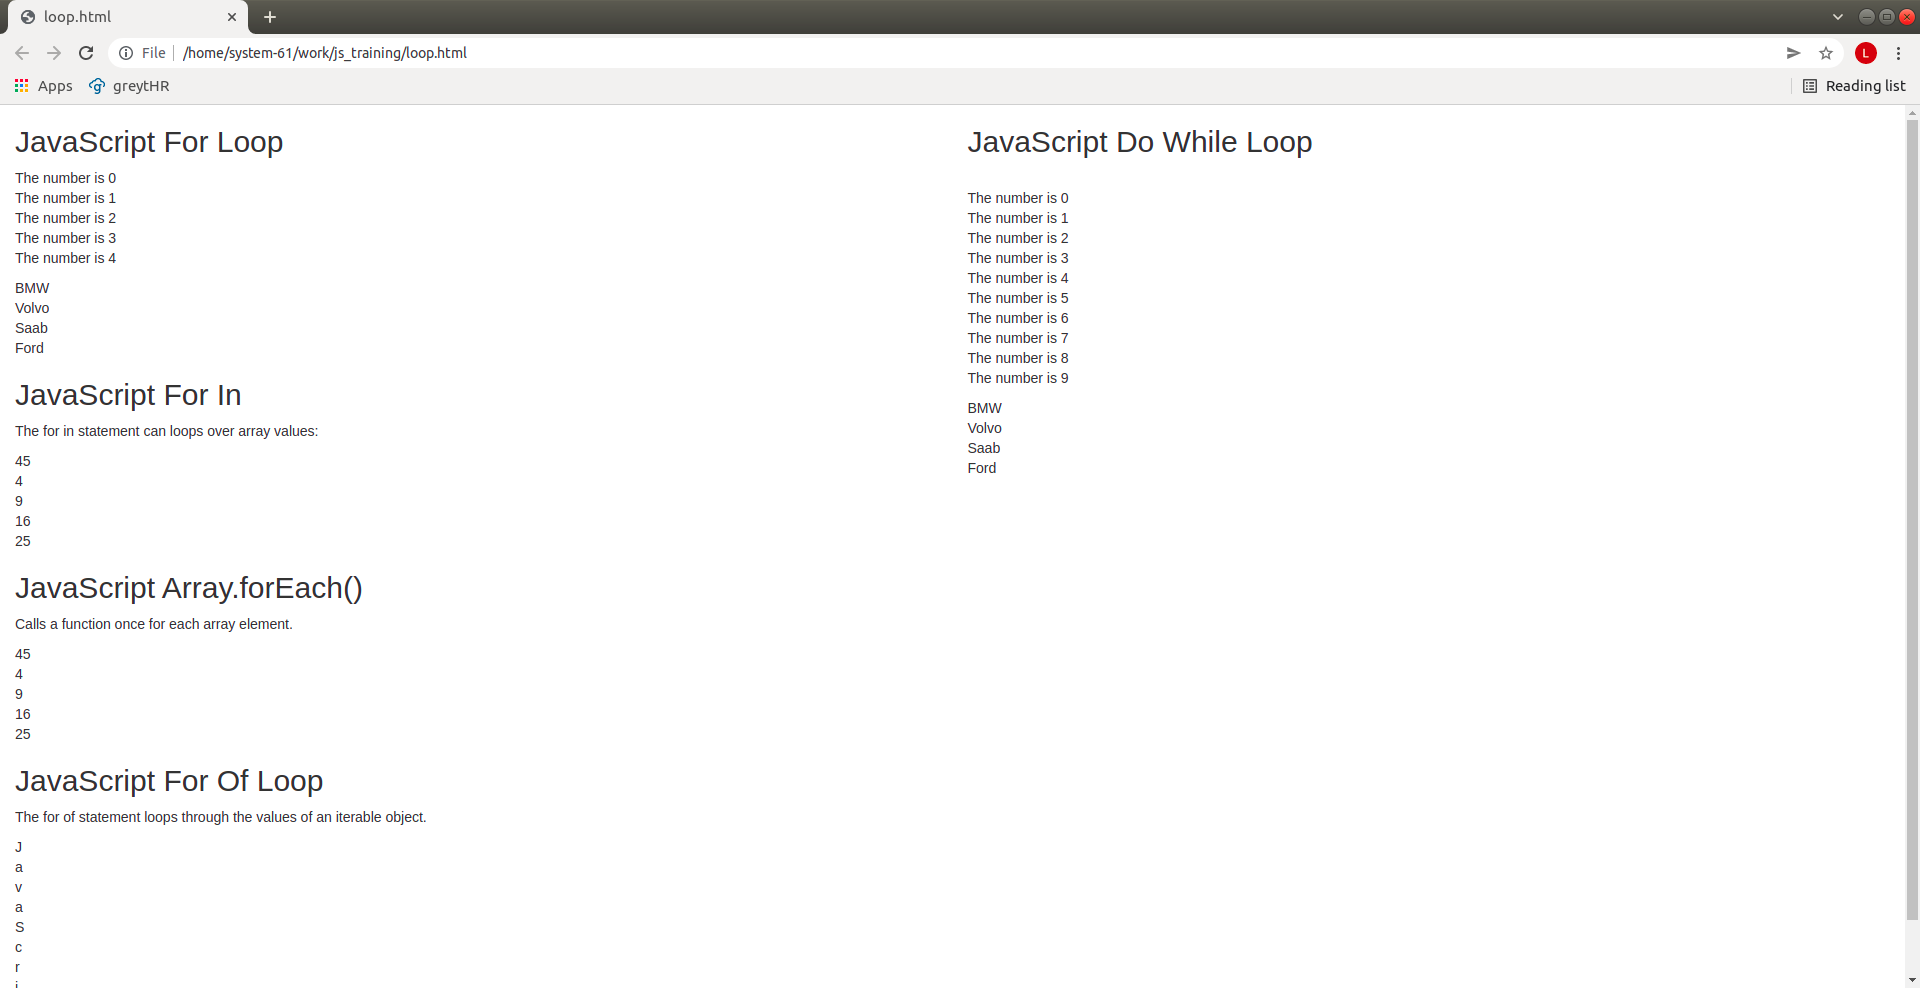 loop.html
File
/home/system-61/work/js_training/loop.html
L
Apps
greytHR
Reading list
JavaScript For Loop
The number is 0
The number is 1
The number is 2
The number is 3
The number is 4
BMW
Volvo
Saab
Ford
JavaScript For In
The for in statement can loops over array values:
45
4
9
16
25
JavaScript Array.forEach()
Calls a function once for each array element.
45
4
9
16
25
JavaScript For Of Loop
The for of statement loops through the values of an iterable object.
J
a
v
a
S
c
r
i
JavaScript Do While Loop
The number is 0
The number is 1
The number is 2
The number is 3
The number is 4
The number is 5
The number is 6
The number is 7
The number is 8
The number is 9
BMW
Volvo
Saab
Ford